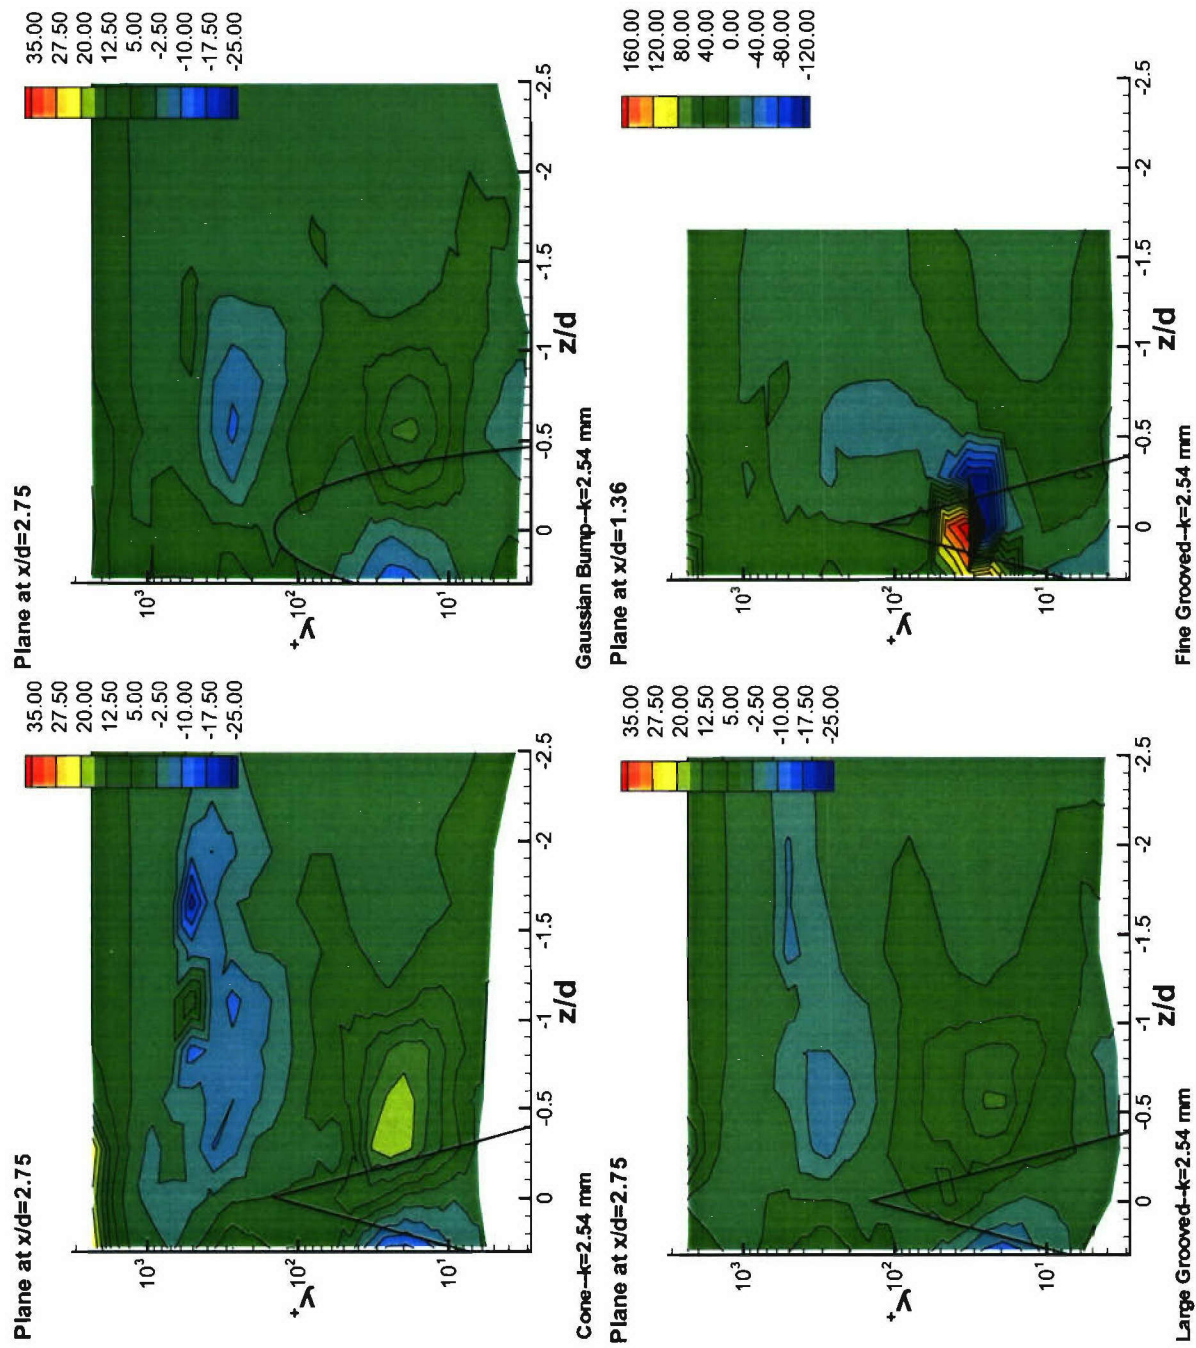 Plane at x/d=2.75
35.00
27.50
20.00
12.50
5.00
-2.50
-10.00
-17.50
-25.00
10³
10²
10¹
y⁺
0 -0.5 -1 -1.5 -2 -2.5
z/d
Cone--k=2.54 mm
Plane at x/d=2.75
35.00
27.50
20.00
12.50
5.00
-2.50
-10.00
-17.50
-25.00
10³
10²
10¹
y⁺
0 -0.5 -1 -1.5 -2 -2.5
z/d
Gaussian Bump--k=2.54 mm
Plane at x/d=2.75
35.00
27.50
20.00
12.50
5.00
-2.50
-10.00
-17.50
-25.00
10³
10²
10¹
y⁺
0 -0.5 -1 -1.5 -2 -2.5
z/d
Large Grooved--k=2.54 mm
Plane at x/d=1.36
160.00
120.00
80.00
40.00
0.00
-40.00
-80.00
-120.00
10³
10²
10¹
y⁺
0 -0.5 -1 -1.5 -2 -2.5
z/d
Fine Grooved--k=2.54 mm